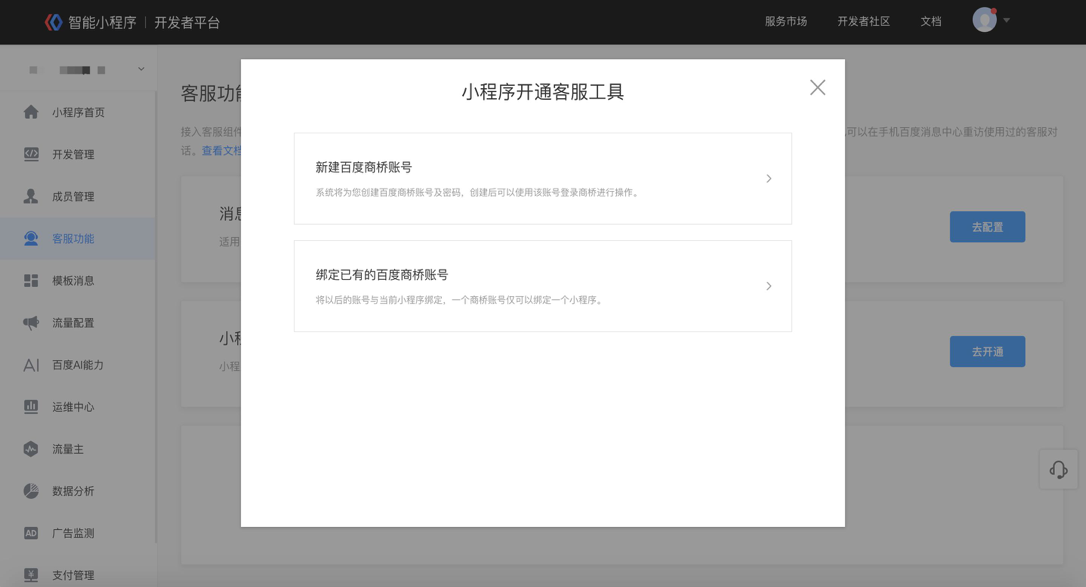 智能小程序 | 开发者平台
服务市场
开发者社区
文档
小程序首页
开发管理
成员管理
客服功能
模板消息
流量配置
AI 百度AI能力
运维中心
流量主
数据分析
AD 广告监测
支付管理
客服功能
接入客服组件
可以在手机百度消息中心重访使用过的客服对
话。查看文档
消息
适用
去配置
小程
小程
去开通
小程序开通客服工具
新建百度商桥账号
系统将为您创建百度商桥账号及密码，创建后可以使用该账号登录商桥进行操作。
绑定已有的百度商桥账号
将以后的账号与当前小程序绑定，一个商桥账号仅可以绑定一个小程序。